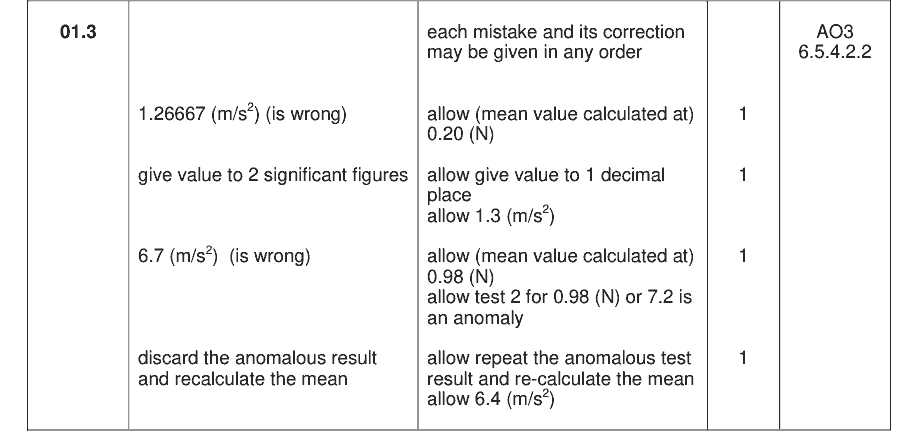 01.3
each mistake and its correction
may be given in any order
AO3
6.5.4.2.2
1.26667 (m/s²) (is wrong)
allow (mean value calculated at)
0.20 (N)
1
give value to 2 significant figures
allow give value to 1 decimal
place
allow 1.3 (m/s²)
1
6.7 (m/s²) (is wrong)
allow (mean value calculated at)
0.98 (N)
allow test 2 for 0.98 (N) or 7.2 is
an anomaly
1
discard the anomalous result
and recalculate the mean
allow repeat the anomalous test
result and re-calculate the mean
allow 6.4 (m/s²)
1